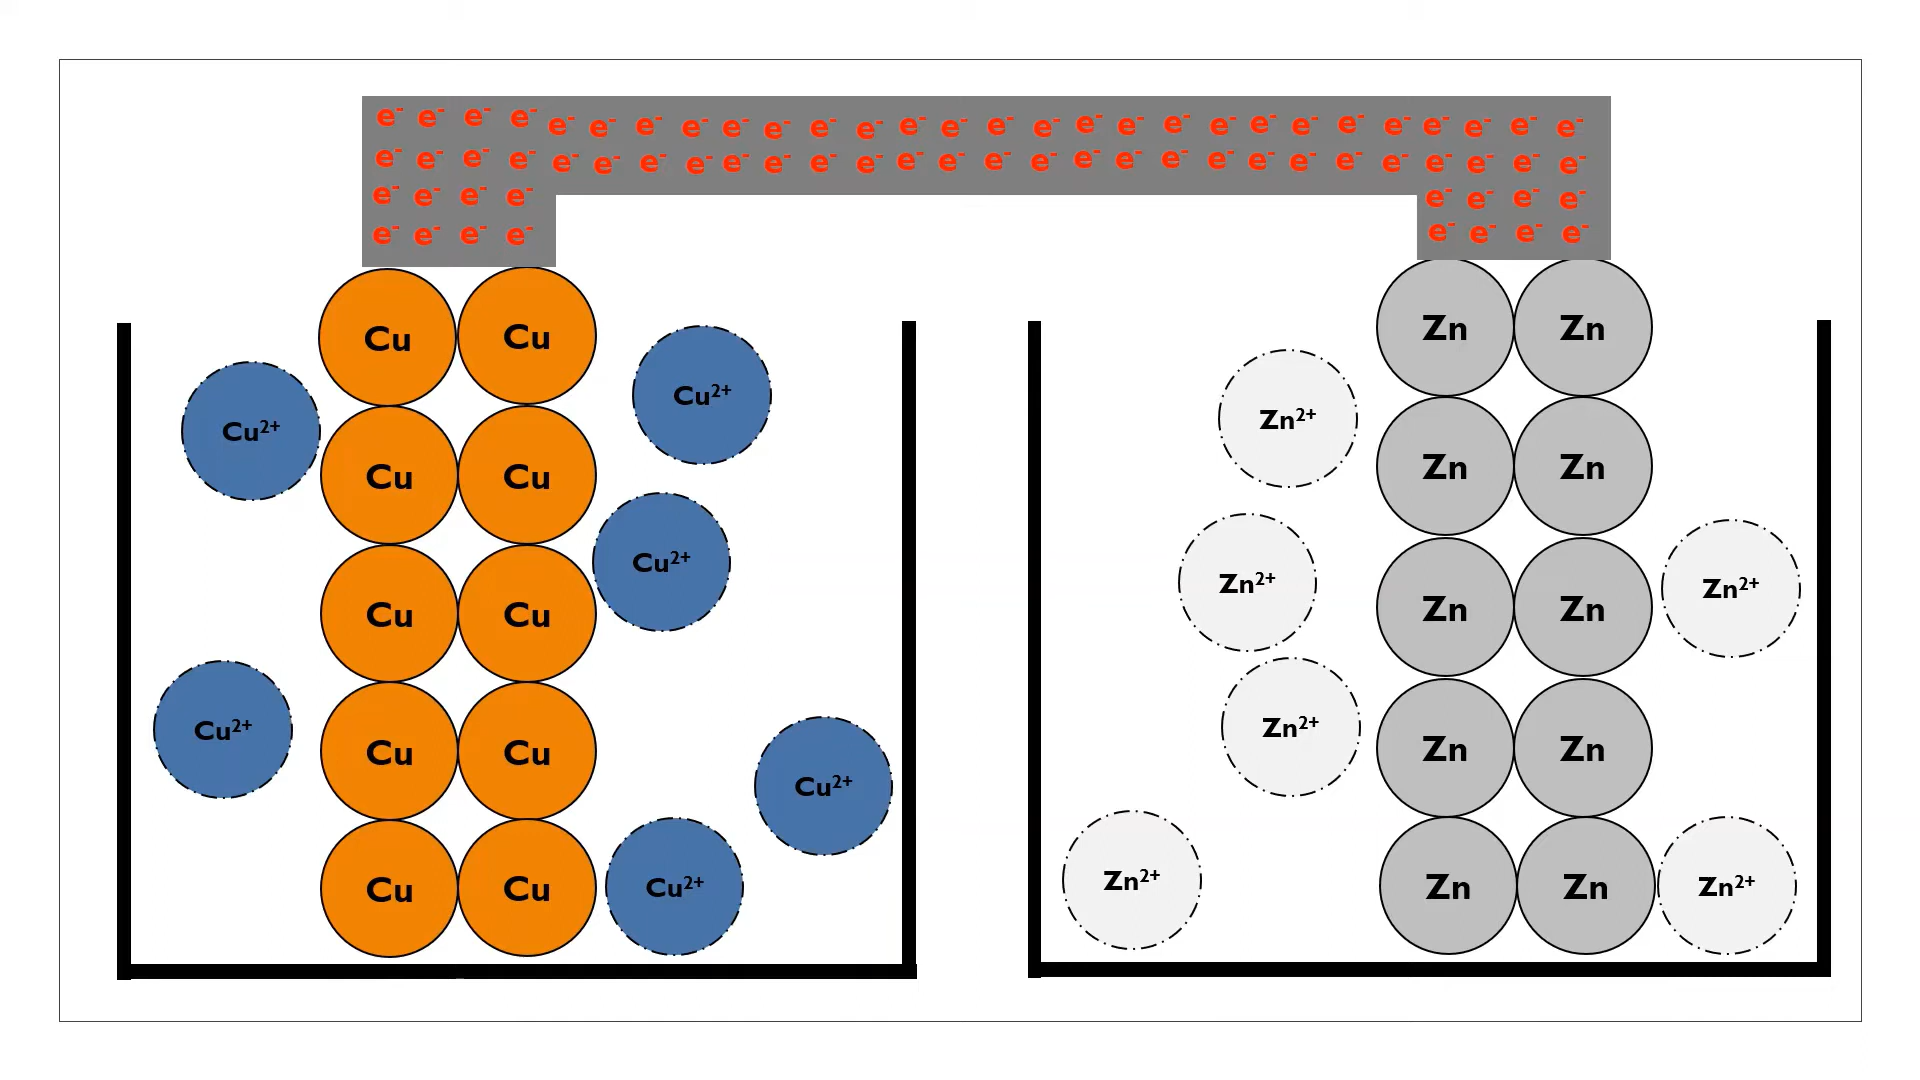 e- e- e- e- e- e- e- e- e- e- e- e- e- e- e- e- e- e- e- e- e- e- e- e- e- e- e- e-
e- e- e- e- e- e- e- e- e- e- e- e- e- e- e- e- e- e- e- e- e- e- e- e- e- e- e- e-
e- e- e- e- e- e- e- e-
e- e- e- e- e- e- e- e-
Cu Cu
Cu²⁺
Cu²⁺
Cu Cu
Cu²⁺
Cu Cu
Cu²⁺
Cu Cu
Cu²⁺
Cu Cu
Cu²⁺
Zn Zn
Zn²⁺
Zn Zn
Zn²⁺
Zn²⁺
Zn Zn
Zn²⁺
Zn Zn
Zn²⁺
Zn Zn
Zn²⁺